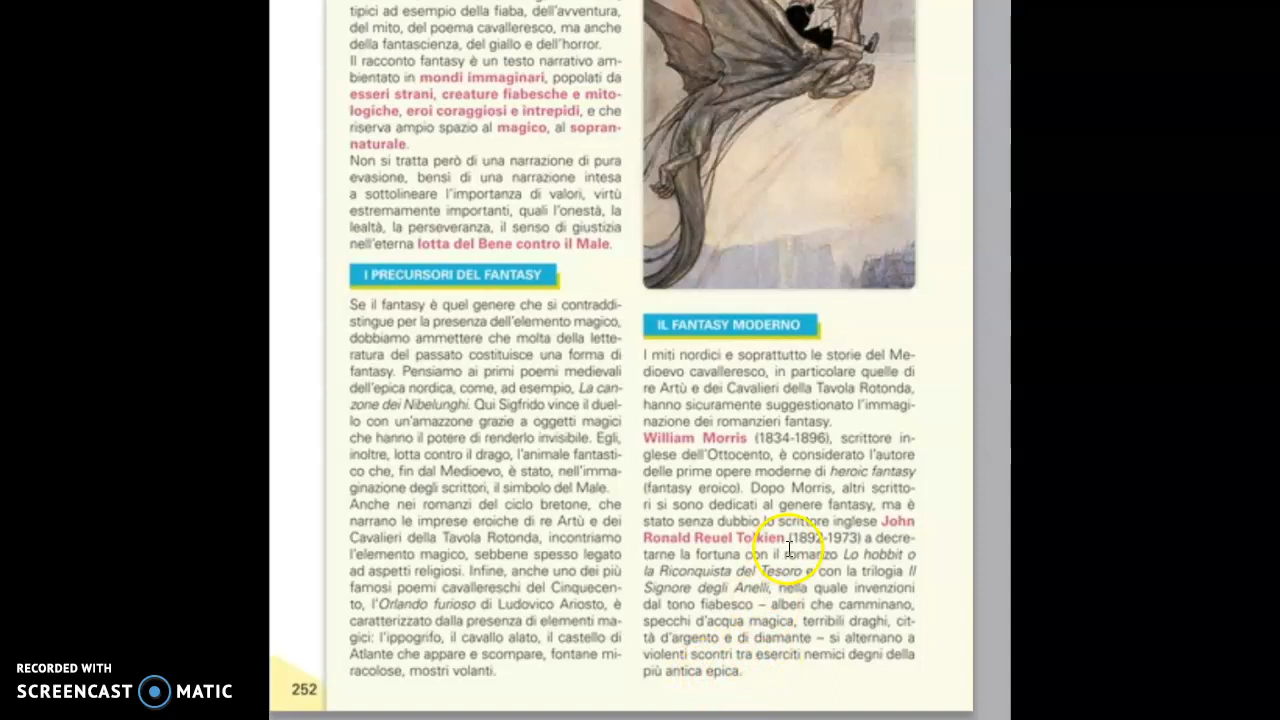 tipici ad esempio della fiaba, dell'avventura,
del mito, del poema cavalleresco, ma anche
della fantascienza, del giallo e dell'horror.
Il racconto fantasy è un testo narrativo am-
bientato in mondi immaginari, popolati da
esseri strani, creature fiabesche e mito-
logiche, eroi coraggiosi e intrepidi, e che
riserva ampio spazio al magico, al sopran-
naturale.
Non si tratta però di una narrazione di pura
evasione, bensì di una narrazione intesa
a sottolineare l'importanza di valori, virtù
estremamente importanti, quali l'onestà, la
lealtà, la perseveranza, il senso di giustizia
nell'eterna lotta del Bene contro il Male.
I PRECURSORI DEL FANTASY
Se il fantasy è quel genere che si contraddi-
stingue per la presenza dell'elemento magico,
dobbiamo ammettere che molta della lette-
ratura del passato costituisce una forma di
fantasy. Pensiamo ai primi poemi medievali
dell'epica nordica, come, ad esempio, La can-
zone dei Nibelunghi. Qui Sigfrido vince il duel-
lo con un'amazzone grazie a oggetti magici
che hanno il potere di renderlo invisibile. Egli,
inoltre, lotta contro il drago, l'animale fantasti-
co che, fin dal Medioevo, è stato, nell'imma-
ginazione degli scrittori, il simbolo del Male.
Anche nei romanzi del ciclo bretone, che
narrano le imprese eroiche di re Artù e dei
Cavalieri della Tavola Rotonda, incontriamo
l'elemento magico, sebbene spesso legato
ad aspetti religiosi. Infine, anche uno dei più
famosi poemi cavallereschi del Cinquecen-
to, l'Orlando furioso di Ludovico Ariosto, è
caratterizzato dalla presenza di elementi ma-
gici: l'ippogrifo, il cavallo alato, il castello di
Atlante che appare e scompare, fontane mi-
racolose, mostri volanti.
IL FANTASY MODERNO
I miti nordici e soprattutto le storie del Me-
dioevo cavalleresco, in particolare quelle di
re Artù e dei Cavalieri della Tavola Rotonda,
hanno sicuramente suggestionato l'immagi-
nazione dei romanzieri fantasy.
William Morris (1834-1896), scrittore in-
glese dell'Ottocento, è considerato l'autore
delle prime opere moderne di heroic fantasy
(fantasy eroico). Dopo Morris, altri scritto-
ri si sono dedicati al genere fantasy, ma è
stato senza dubbio lo scrittore inglese John
Ronald Reuel Tolkien (1892-1973) a decre-
tarne la fortuna con il romanzo Lo hobbit o
la Riconquista del Tesoro e con la trilogia Il
Signore degli Anelli, nella quale invenzioni
dal tono fiabesco – alberi che camminano,
specchi d'acqua magica, terribili draghi, cit-
tà d'argento e di diamante – si alternano a
violenti scontri tra eserciti nemici degni della
più antica epica.
252
RECORDED WITH
SCREENCAST MATIC